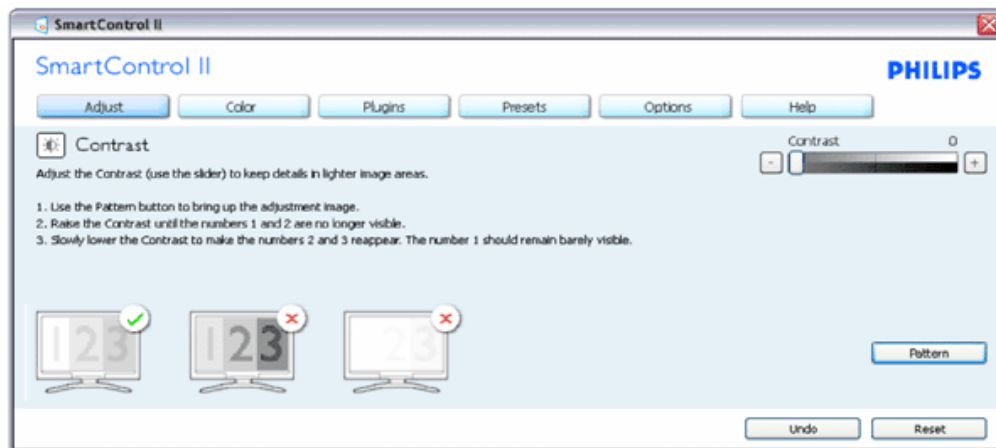 SmartControl II
SmartControl II
PHILIPS
Adjust Color Plugins Presets Options Help
Contrast
Contrast 0
- +
Adjust the Contrast (use the slider) to keep details in lighter image areas.
1. Use the Pattern button to bring up the adjustment image.
2. Raise the Contrast until the numbers 1 and 2 are no longer visible.
3. Slowly lower the Contrast to make the numbers 2 and 3 reappear. The number 1 should remain barely visible.
123 123 23
Pattern
Undo Reset